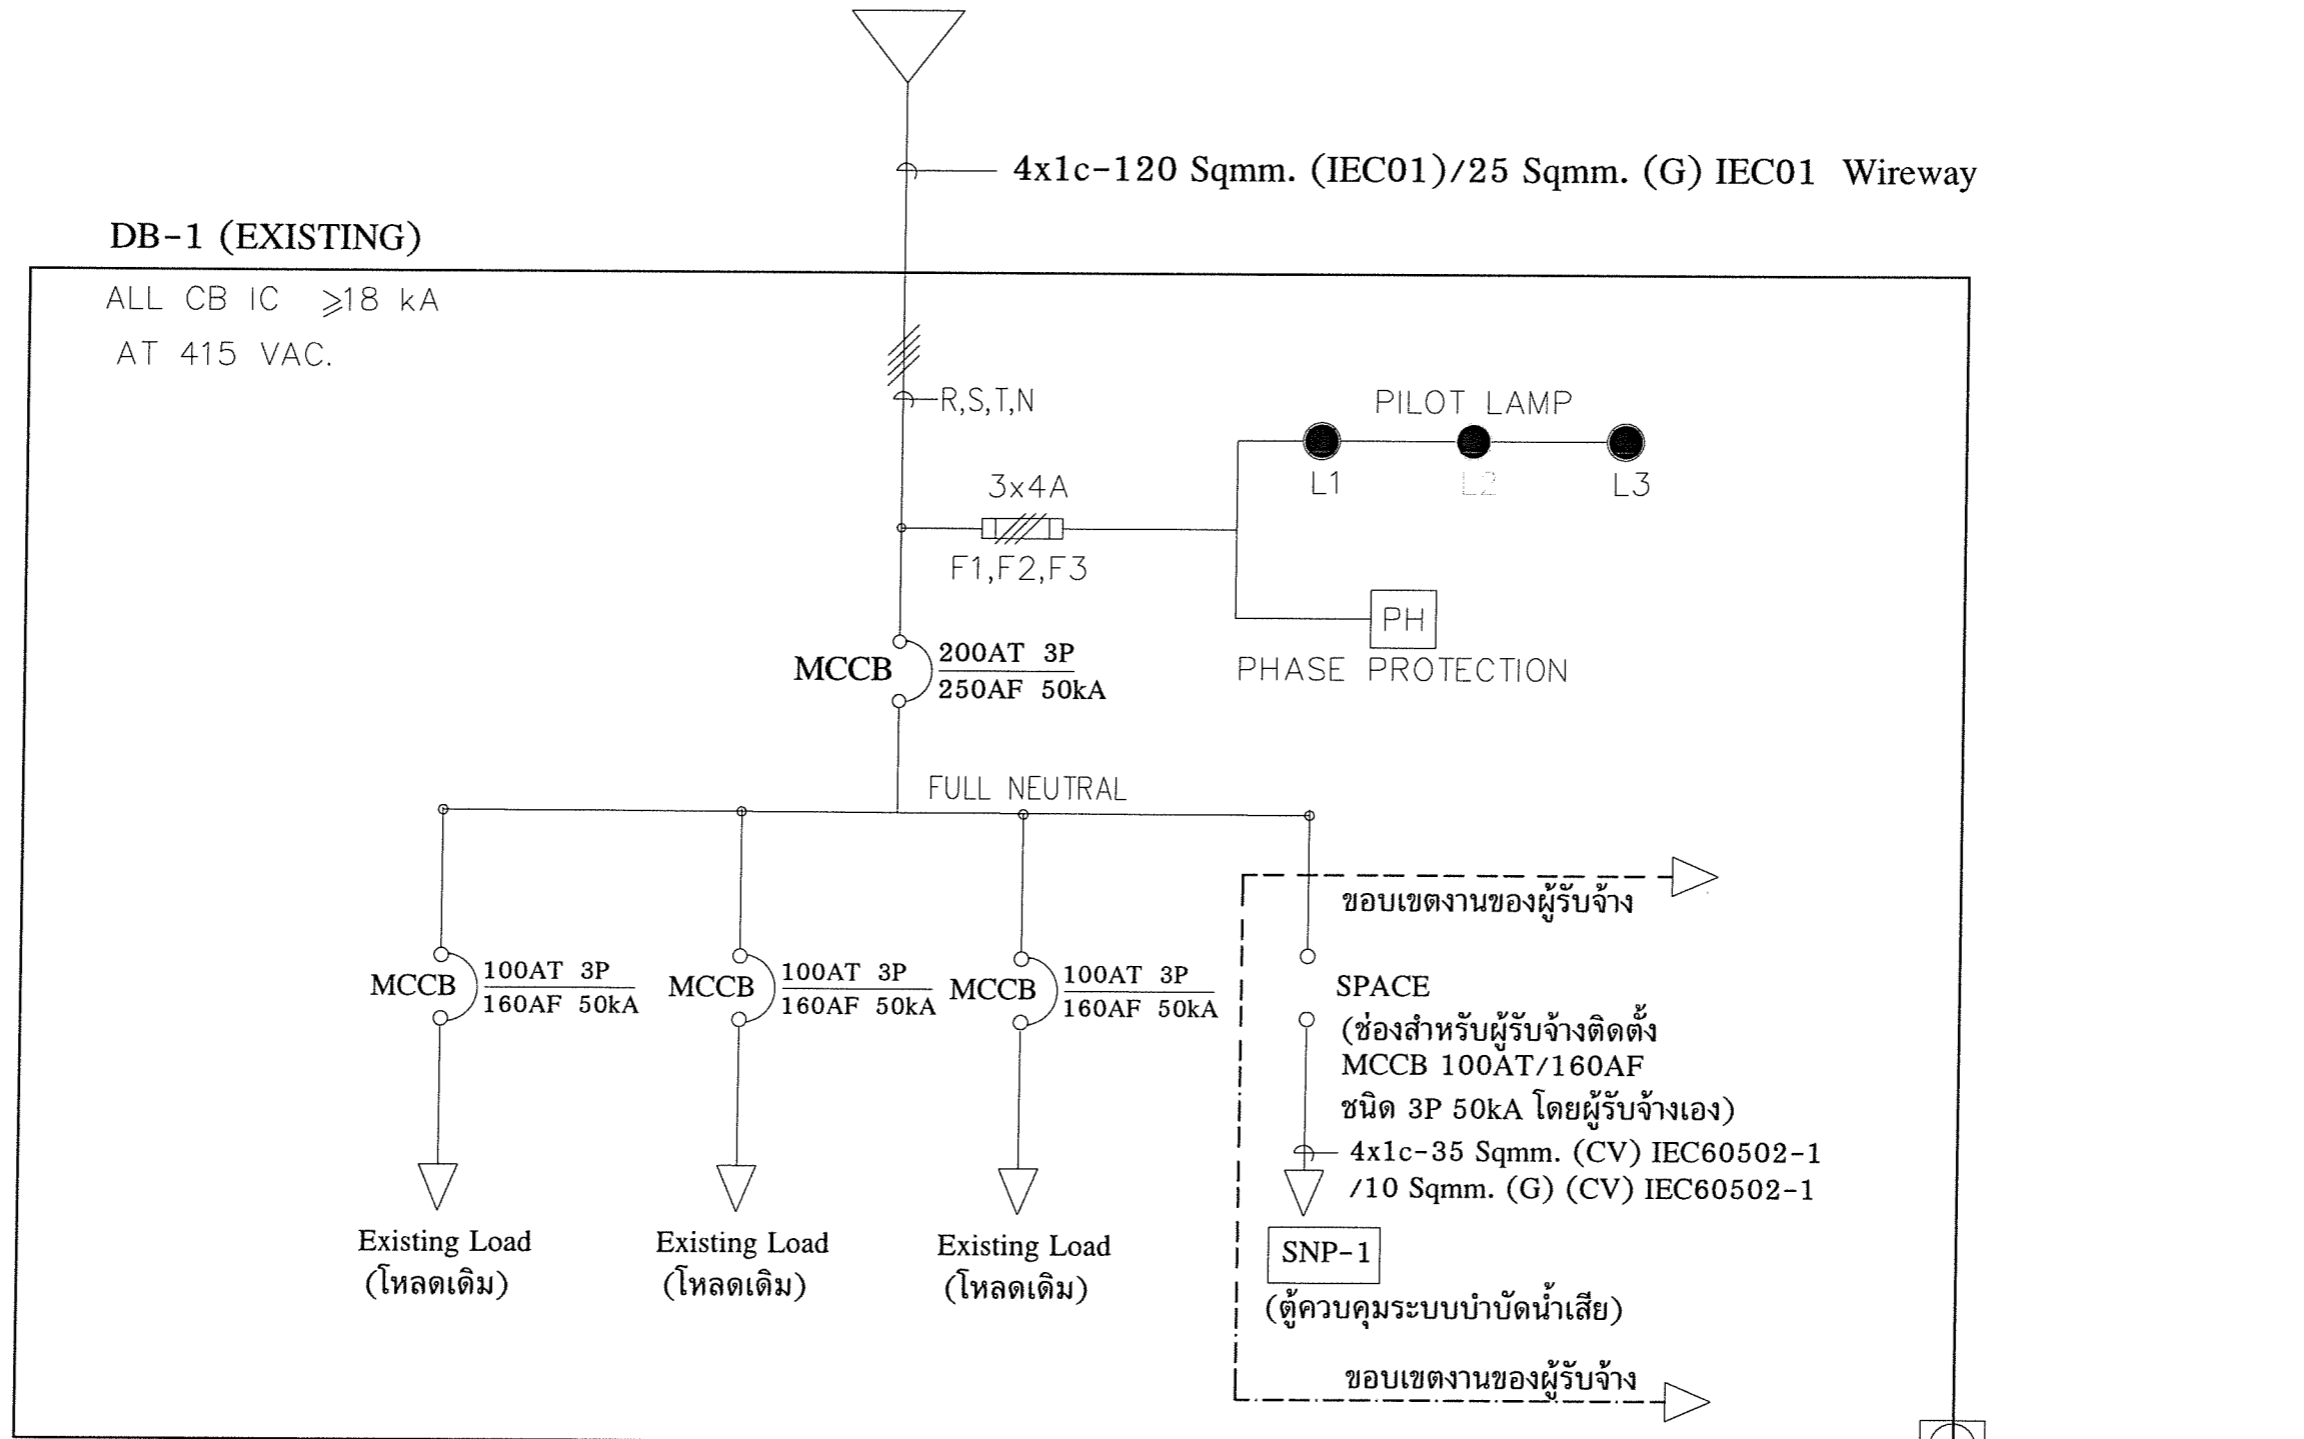 4x1c-120 Sqmm. (IEC01)/25 Sqmm. (G) IEC01 Wireway
DB-1 (EXISTING)
ALL CB IC ≥18 kA
AT 415 VAC.
R,S,T,N
PILOT LAMP
L1 L2 L3
3x4A
F1,F2,F3
PH
PHASE PROTECTION
MCCB
200AT 3P
250AF 50kA
FULL NEUTRAL
MCCB
100AT 3P
160AF 50kA
MCCB
100AT 3P
160AF 50kA
MCCB
100AT 3P
160AF 50kA
ขอบเขตงานของผู้รับจ้าง
SPACE
(ช่องสำหรับผู้รับจ้างติดตั้ง
MCCB 100AT/160AF
ชนิด 3P 50kA โดยผู้รับจ้างเอง)
4x1c-35 Sqmm. (CV) IEC60502-1
/10 Sqmm. (G) (CV) IEC60502-1
Existing Load
(โหลดเดิม)
Existing Load
(โหลดเดิม)
Existing Load
(โหลดเดิม)
SNP-1
(ตู้ควบคุมระบบบำบัดน้ำเสีย)
ขอบเขตงานของผู้รับจ้าง